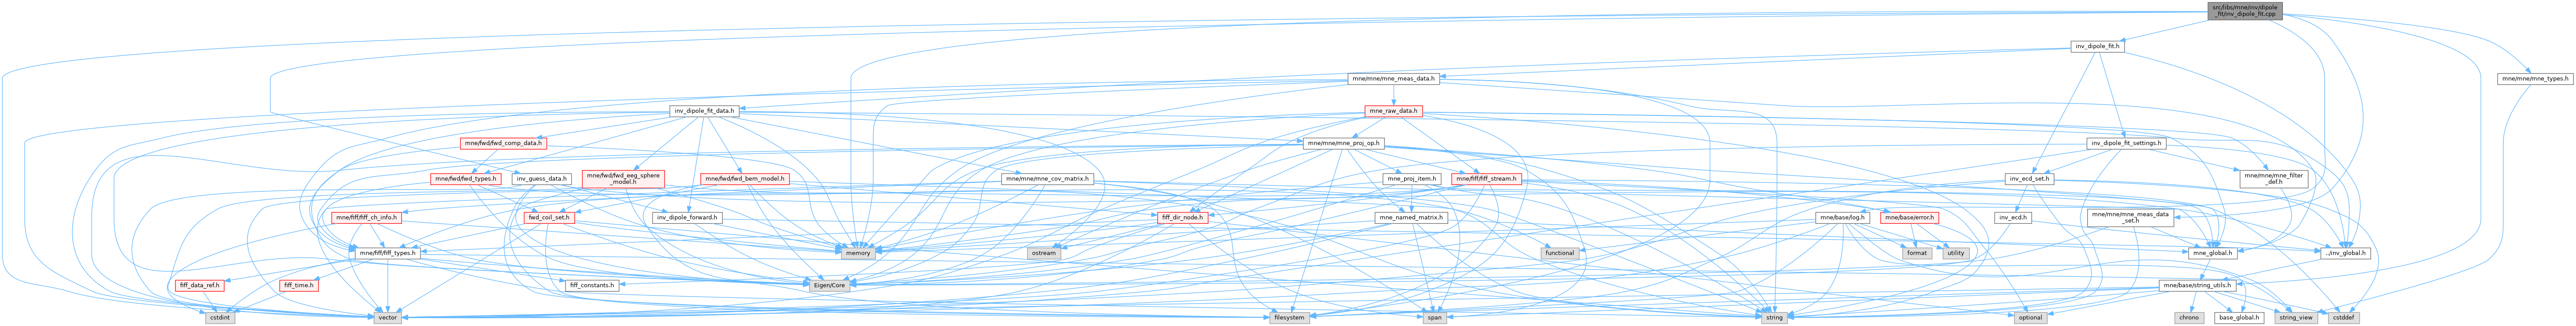 src/libs/mne/inv/dipole
_fit/inv_dipole_fit.cpp
inv_dipole_fit.h
mne/mne/mne_meas_data.h
mne/mne/mne_types.h
inv_dipole_fit_data.h
mne_raw_data.h
mne/fwd/fwd_comp_data.h
mne/mne/mne_proj_op.h
inv_dipole_fit_settings.h
mne/fwd/fwd_types.h
inv_guess_data.h
mne/fwd/fwd_eeg_sphere
_model.h
mne/fwd/fwd_bem_model.h
mne/mne/mne_cov_matrix.h
mne_proj_item.h
mne/fiff/fiff_stream.h
inv_ecd_set.h
mne/mne/mne_filter
_def.h
mne/fiff/fiff_ch_info.h
fwd_coil_set.h
inv_dipole_forward.h
fiff_dir_node.h
mne_named_matrix.h
mne/base/log.h
mne/base/error.h
inv_ecd.h
mne/mne/mne_meas_data
_set.h
mne/fiff/fiff_types.h
memory
ostream
functional
format
utility
mne_global.h
../inv_global.h
fiff_data_ref.h
fiff_time.h
fiff_constants.h
Eigen/Core
mne/base/string_utils.h
cstdint
vector
filesystem
span
string
optional
chrono
base_global.h
string_view
cstddef